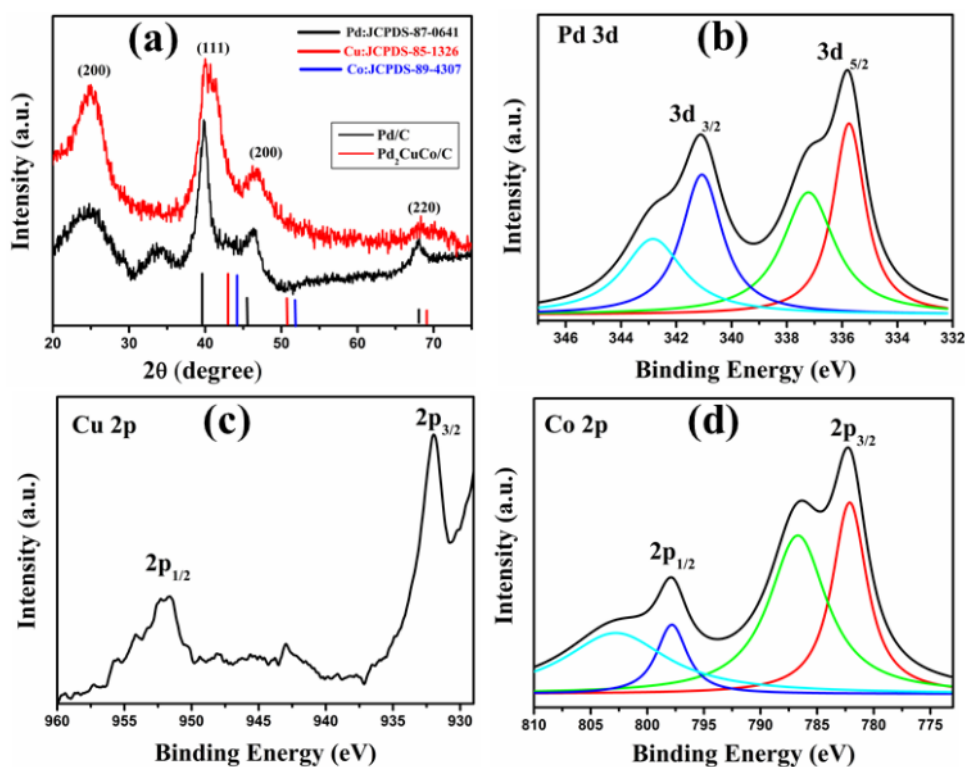 (a)
Pd:JCPDS-87-0641
Cu:JCPDS-85-1326
Co:JCPDS-89-4307
(200)
(111)
(200)
(220)
Pd/C
Pd₂CuCo/C
Intensity (a.u.)
20 30 40 50 60 70
2θ (degree)
Pd 3d
(b)
3d 5/2
3d 3/2
Intensity (a.u.)
346 344 342 340 338 336 334 332
Binding Energy (eV)
Cu 2p
(c)
2p3/2
2p1/2
Intensity (a.u.)
960 955 950 945 940 935 930
Binding Energy (eV)
Co 2p
(d)
2p3/2
2p1/2
Intensity (a.u.)
810 805 800 795 790 785 780 775
Binding Energy (eV)